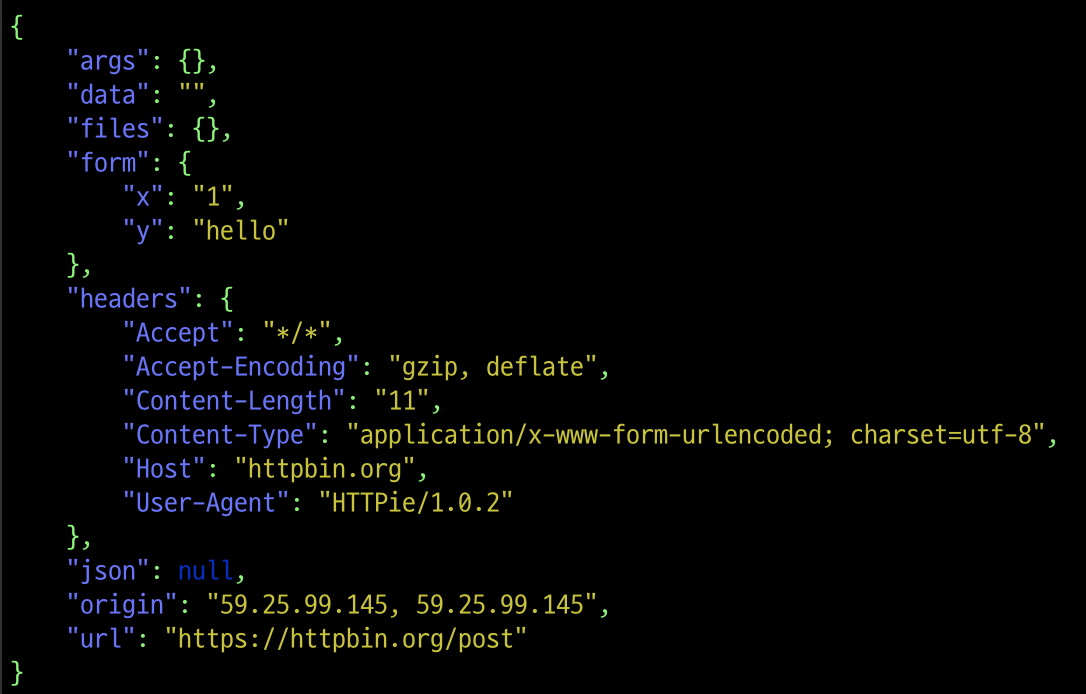 {
    "args": {},
    "data": "",
    "files": {},
    "form": {
        "x": "1",
        "y": "hello"
    },
    "headers": {
        "Accept": "*/*",
        "Accept-Encoding": "gzip, deflate",
        "Content-Length": "11",
        "Content-Type": "application/x-www-form-urlencoded; charset=utf-8",
        "Host": "httpbin.org",
        "User-Agent": "HTTPie/1.0.2"
    },
    "json": null,
    "origin": "59.25.99.145, 59.25.99.145",
    "url": "https://httpbin.org/post"
}